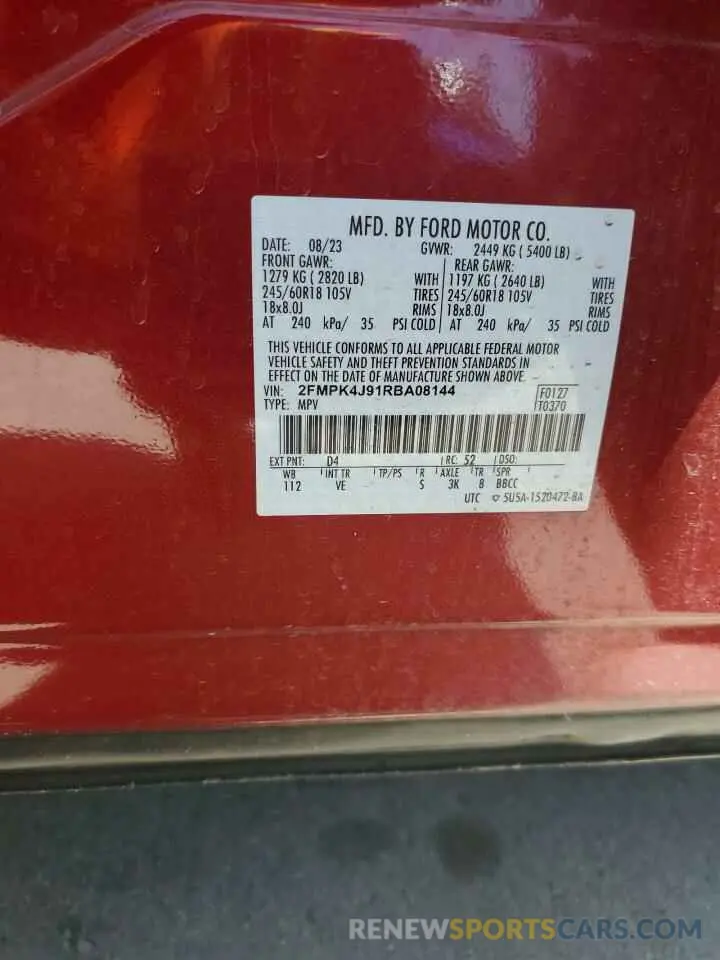 MFD. BY FORD MOTOR CO.
DATE: 08/23 GVWR: 2449 KG ( 5400 LB)
FRONT GAWR: REAR GAWR:
1279 KG ( 2820 LB) WITH 1197 KG ( 2640 LB) WITH
245/60R18 105V TIRES 245/60R18 105V TIRES
18x8.0J RIMS 18x8.0J RIMS
AT 240 kPa/ 35 PSI COLD AT 240 kPa/ 35 PSI COLD
THIS VEHICLE CONFORMS TO ALL APPLICABLE FEDERAL MOTOR
VEHICLE SAFETY AND THEFT PREVENTION STANDARDS IN
EFFECT ON THE DATE OF MANUFACTURE SHOWN ABOVE.
VIN: 2FMPK4J91RBA08144 F0127
TYPE: MPV T0370
EXT PNT: D4 RC: 52 DSO:
WB INT TR TP/PS R AXLE TR SPR
112 VE S 3K 8 BBCC
UTC 5U5A-1520472-BA
RENEWSPORTSCARS.COM